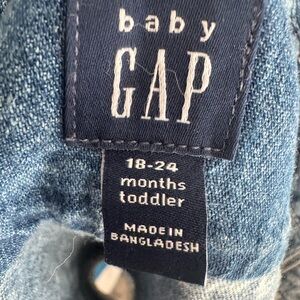 baby
GAP
18-24
months
toddler
MADE IN
BANGLADESH